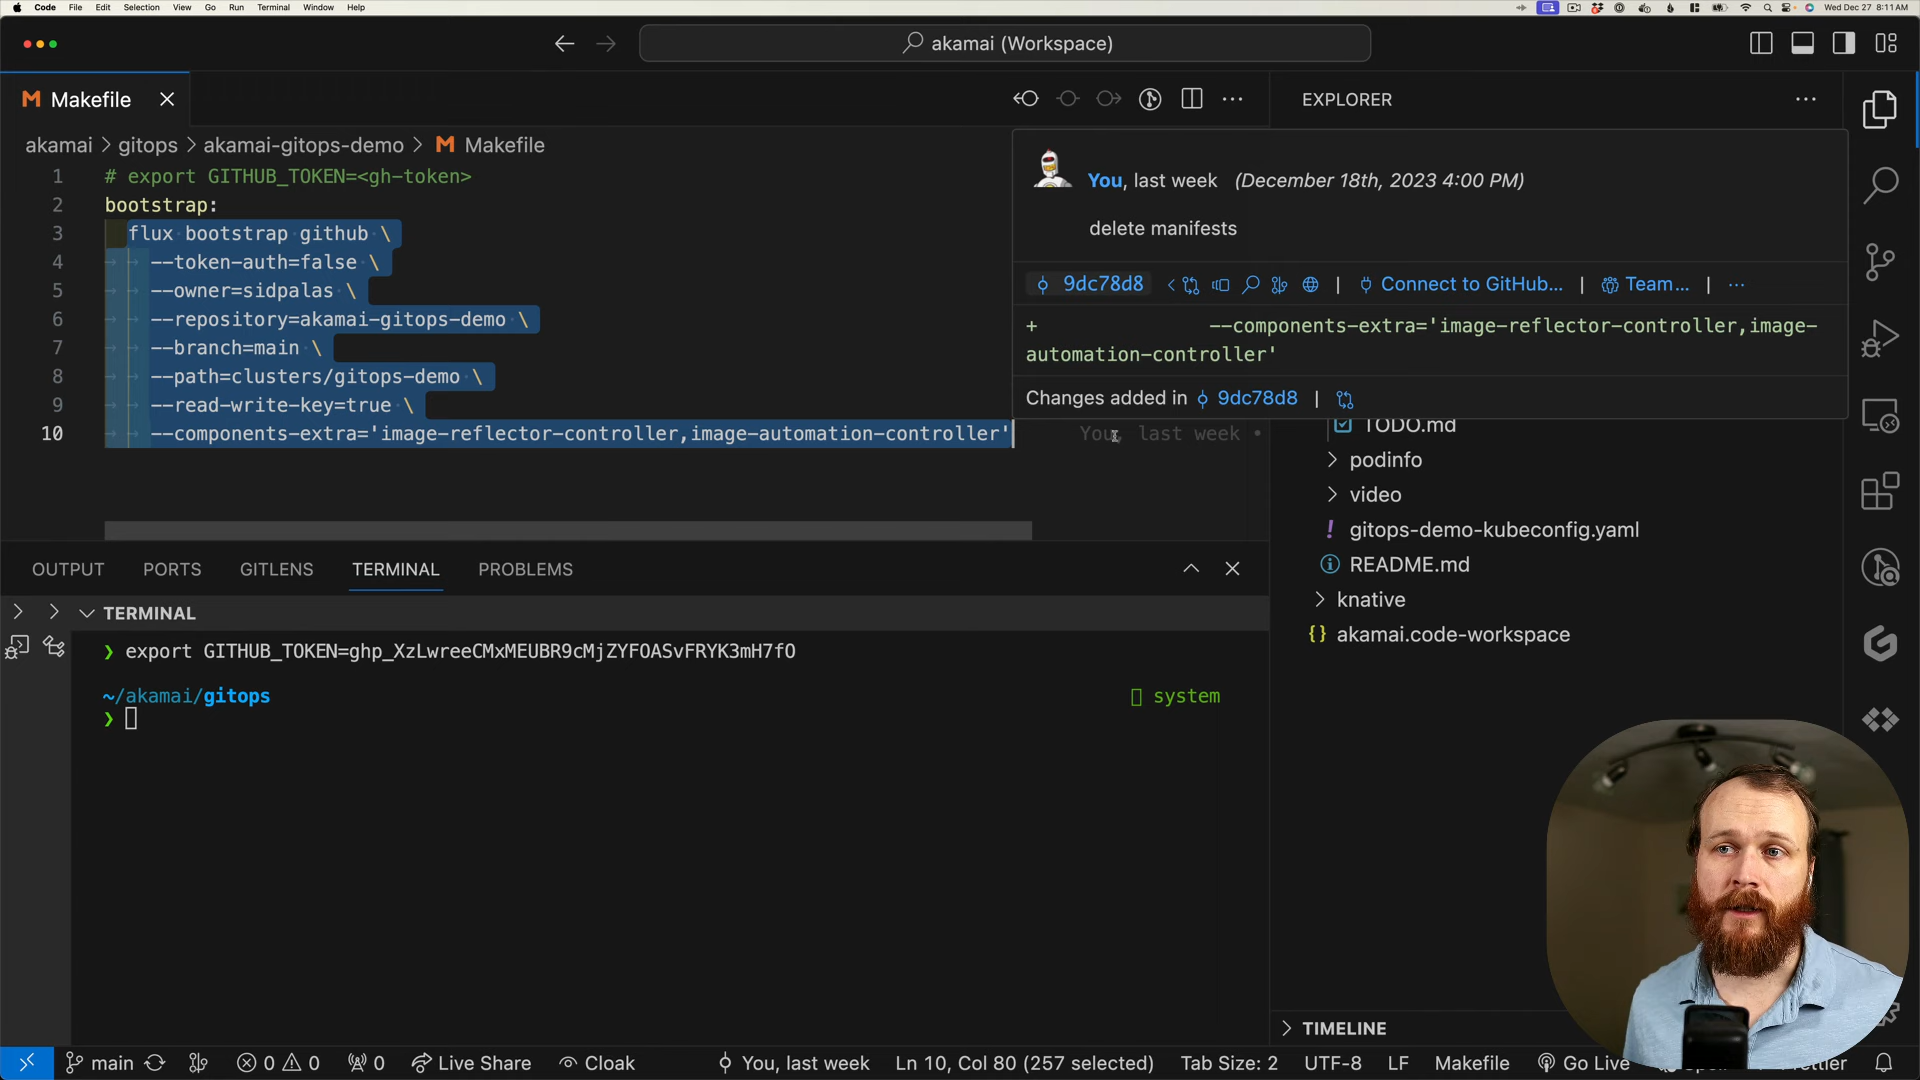 Code File Edit Selection View Go Run Terminal Window Help
Wed Dec 27 8:11 AM
akamai (Workspace)
Makefile
EXPLORER
akamai > gitops > akamai-gitops-demo > Makefile
1 # export GITHUB_TOKEN=<gh-token>
2 bootstrap:
3 flux bootstrap github \
4 --token-auth=false \
5 --owner=sidpalas \
6 --repository=akamai-gitops-demo \
7 --branch=main \
8 --path=clusters/gitops-demo \
9 --read-write-key=true \
10 --components-extra='image-reflector-controller,image-automation-controller'
You, last week •
You, last week (December 18th, 2023 4:00 PM)
delete manifests
9dc78d8 | Connect to GitHub... | Team... | ...
+ --components-extra='image-reflector-controller,image-
automation-controller'
Changes added in 9dc78d8 |
TODO.md
podinfo
video
! gitops-demo-kubeconfig.yaml
README.md
knative
{} akamai.code-workspace
OUTPUT PORTS GITLENS TERMINAL PROBLEMS
TERMINAL
❯ export GITHUB_TOKEN=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
~/akamai/gitops
system
❯
TIMELINE
main 0 0 0 Live Share Cloak You, last week Ln 10, Col 80 (257 selected) Tab Size: 2 UTF-8 LF Makefile Go Live